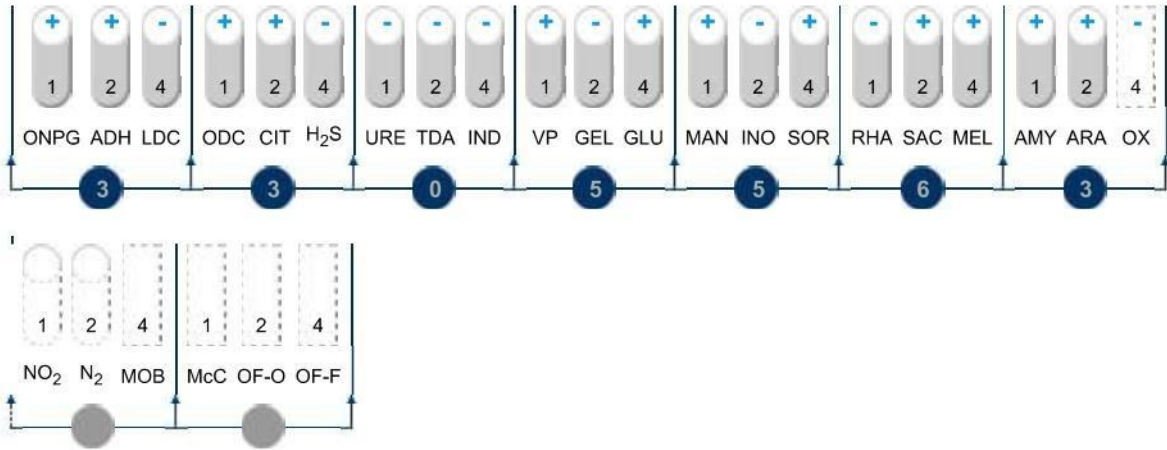 + + - + + - - - - + - + + - + - + + + + -
1 2 4 1 2 4 1 2 4 1 2 4 1 2 4 1 2 4 1 2 4
ONPG ADH LDC ODC CIT H₂S URE TDA IND VP GEL GLU MAN INO SOR RHA SAC MEL AMY ARA OX
3 3 0 5 5 6 3
1 2 4 1 2 4
NO₂ N₂ MOB McC OF-O OF-F